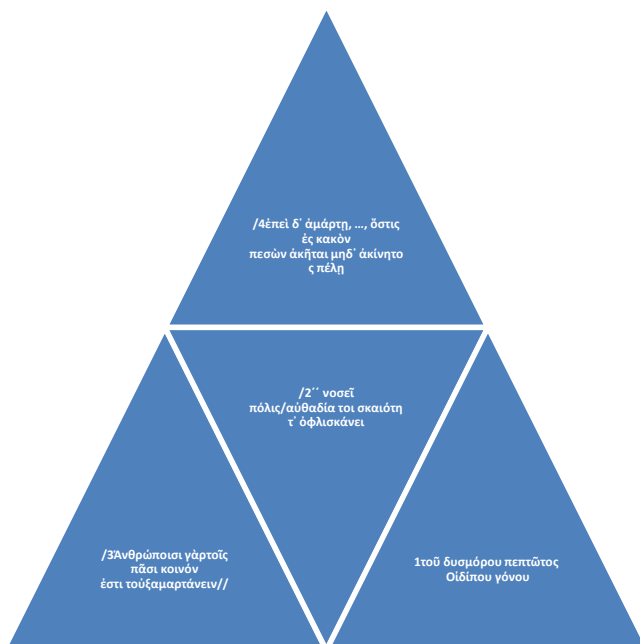 /4ἐπεὶ δ᾽ ἁμάρτῃ, ..., ὅστις
ἐς κακὸν
πεσὼν ἀκῆται μηδ᾽ ἀκίνητο
ς πέλῃ
/2΄΄ νοσεῖ
πόλις/αὐθαδία τοι σκαιότη
τ᾽ ὀφλισκάνει
/3Ἀνθρώποισι γὰρτοῖς
πᾶσι κοινόν
ἐστι τοὐξαμαρτάνειν//
1τοῦ δυσμόρου πεπτῶτος
Οἰδίπου γόνου